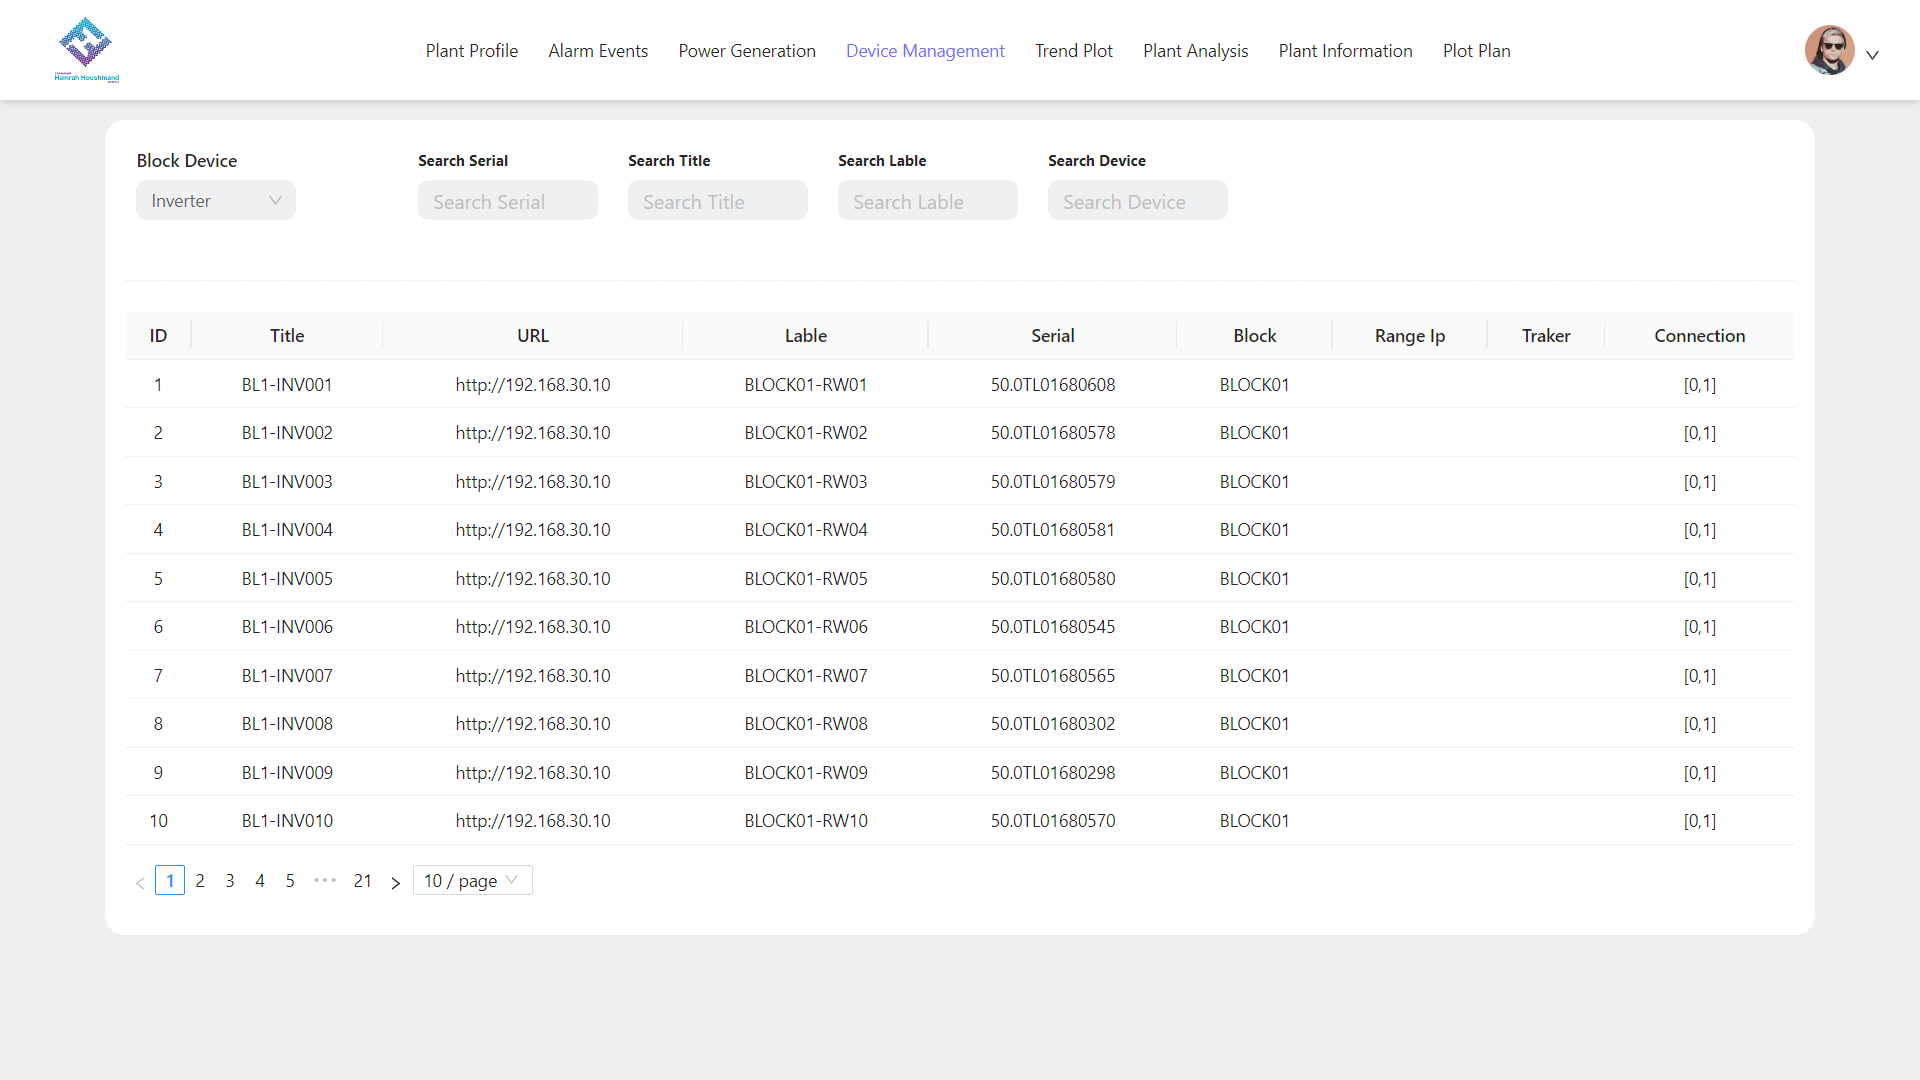 Hamrah Houshmand
Plant Profile Alarm Events Power Generation Device Management Trend Plot Plant Analysis Plant Information Plot Plan
Block Device Search Serial Search Title Search Lable Search Device
Inverter Search Serial Search Title Search Lable Search Device
ID Title URL Lable Serial Block Range Ip Traker Connection
1 BL1-INV001 http://192.168.30.10 BLOCK01-RW01 50.0TL01680608 BLOCK01 [0,1]
2 BL1-INV002 http://192.168.30.10 BLOCK01-RW02 50.0TL01680578 BLOCK01 [0,1]
3 BL1-INV003 http://192.168.30.10 BLOCK01-RW03 50.0TL01680579 BLOCK01 [0,1]
4 BL1-INV004 http://192.168.30.10 BLOCK01-RW04 50.0TL01680581 BLOCK01 [0,1]
5 BL1-INV005 http://192.168.30.10 BLOCK01-RW05 50.0TL01680580 BLOCK01 [0,1]
6 BL1-INV006 http://192.168.30.10 BLOCK01-RW06 50.0TL01680545 BLOCK01 [0,1]
7 BL1-INV007 http://192.168.30.10 BLOCK01-RW07 50.0TL01680565 BLOCK01 [0,1]
8 BL1-INV008 http://192.168.30.10 BLOCK01-RW08 50.0TL01680302 BLOCK01 [0,1]
9 BL1-INV009 http://192.168.30.10 BLOCK01-RW09 50.0TL01680298 BLOCK01 [0,1]
10 BL1-INV010 http://192.168.30.10 BLOCK01-RW10 50.0TL01680570 BLOCK01 [0,1]
< 1 2 3 4 5 ••• 21 > 10 / page